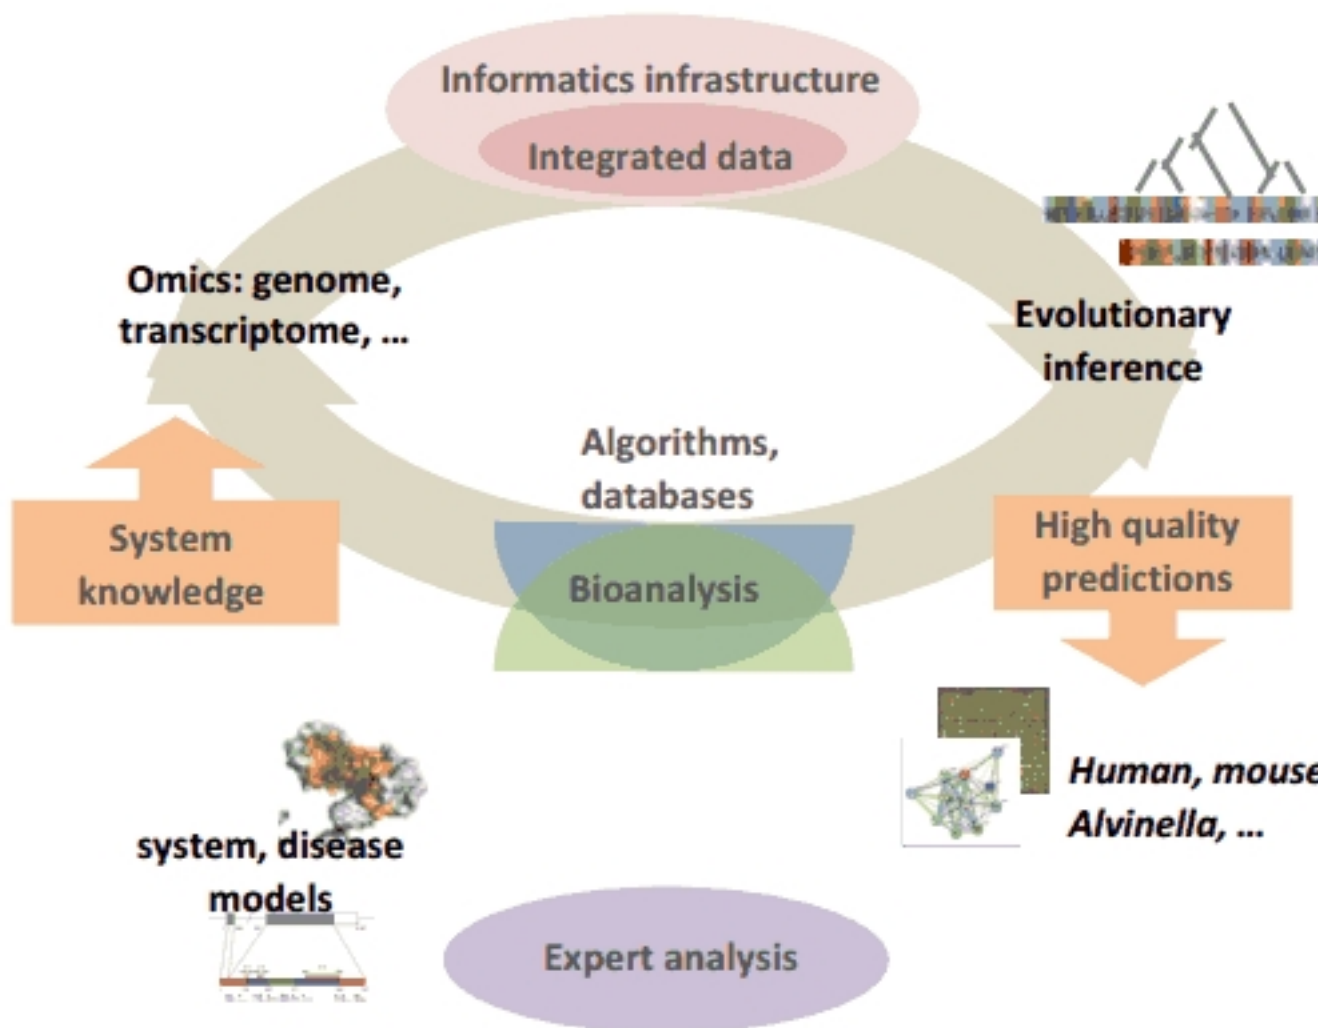 Informatics infrastructure
Integrated data
Omics: genome,
transcriptome, ...
Evolutionary
inference
Algorithms,
databases
System
knowledge
Bioanalysis
High quality
predictions
Human, mouse
Alvinella, ...
system, disease
models
Expert analysis